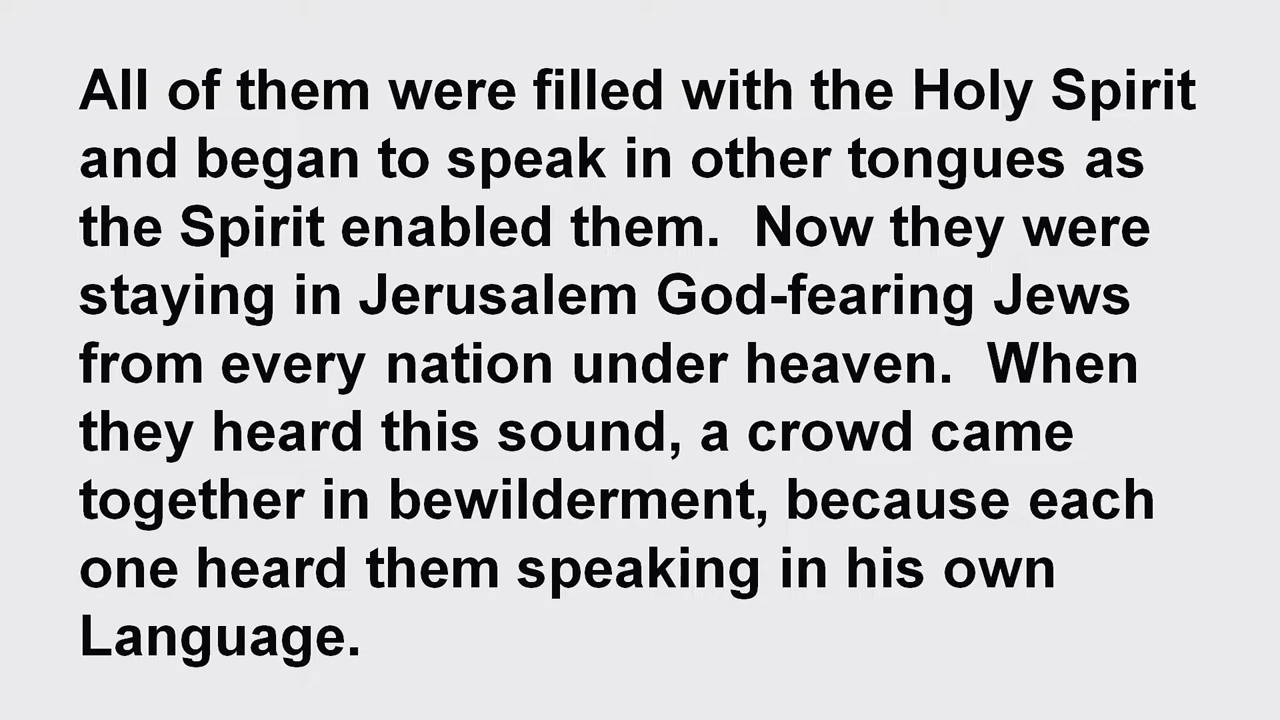 All of them were filled with the Holy Spirit
and began to speak in other tongues as
the Spirit enabled them.  Now they were
staying in Jerusalem God-fearing Jews
from every nation under heaven.  When
they heard this sound, a crowd came
together in bewilderment, because each
one heard them speaking in his own
Language.